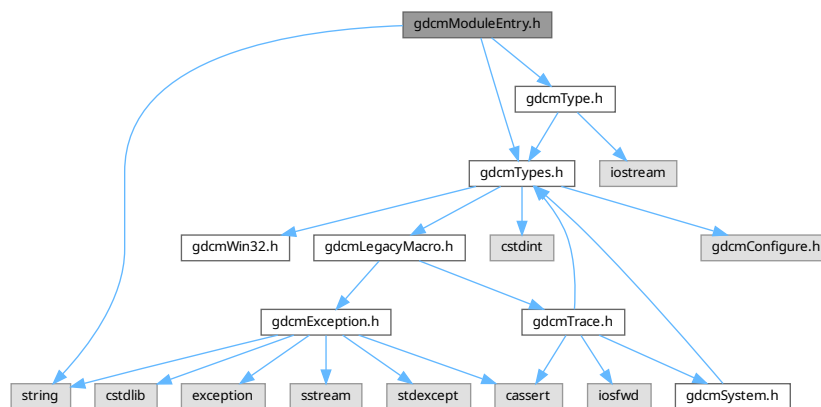 gdcmModuleEntry.h
gdcmType.h
gdcmTypes.h
iostream
gdcmWin32.h
gdcmLegacyMacro.h
cstdint
gdcmConfigure.h
gdcmException.h
gdcmTrace.h
string
cstdlib
exception
sstream
stdexcept
cassert
iosfwd
gdcmSystem.h